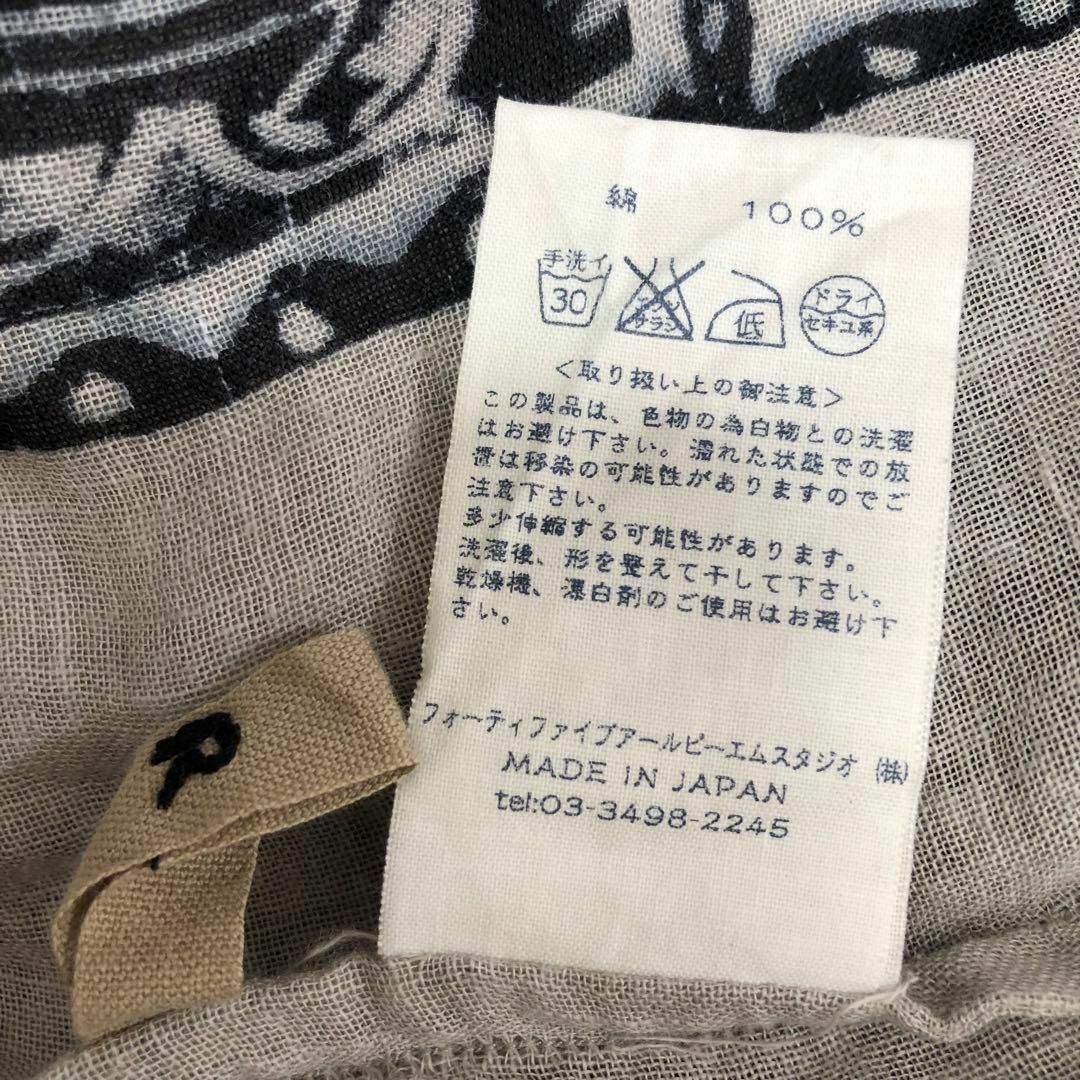 綿 100%
手洗イ
30
エンソ
サラシ
低
ドライ
セキユ系
<取り扱い上の御注意>
この製品は、色物の為白物との洗濯
はお避け下さい。濡れた状態での放
置は移染の可能性がありますのでご
注意下さい。
多少伸縮する可能性があります。
洗濯後、形を整えて干して下さい。
乾燥機、漂白剤のご使用はお避け下
さい。
フォーティファイブアールピーエムスタジオ (株)
MADE IN JAPAN
tel:03-3498-2245
R